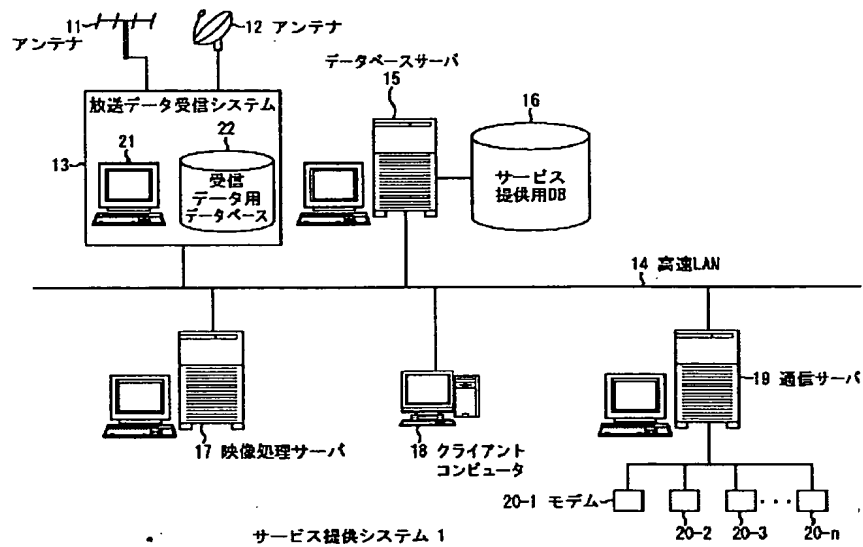 11
アンテナ
12 アンテナ
データベースサーバ
15
16
放送データ受信システム
13
21
22
受信
データ用
データベース
サービス
提供用DB
14 高速LAN
17 映像処理サーバ
18 クライアント
コンピュータ
19 通信サーバ
20-1 モデム
20-2
20-3
・・・
20-n
サービス提供システム 1